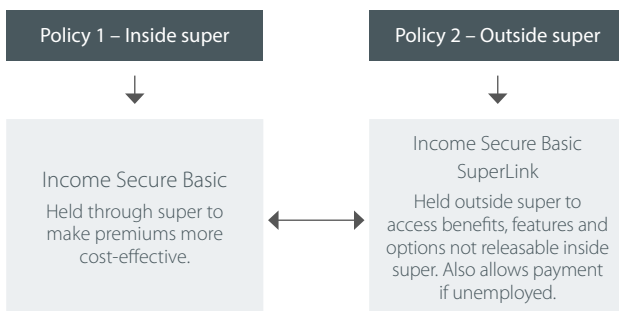 Policy 1 – Inside super
Income Secure Basic
Held through super to
make premiums more
cost-effective.
Policy 2 – Outside super
Income Secure Basic
SuperLink
Held outside super to
access benefits, features and
options not releasable inside
super. Also allows payment
if unemployed.